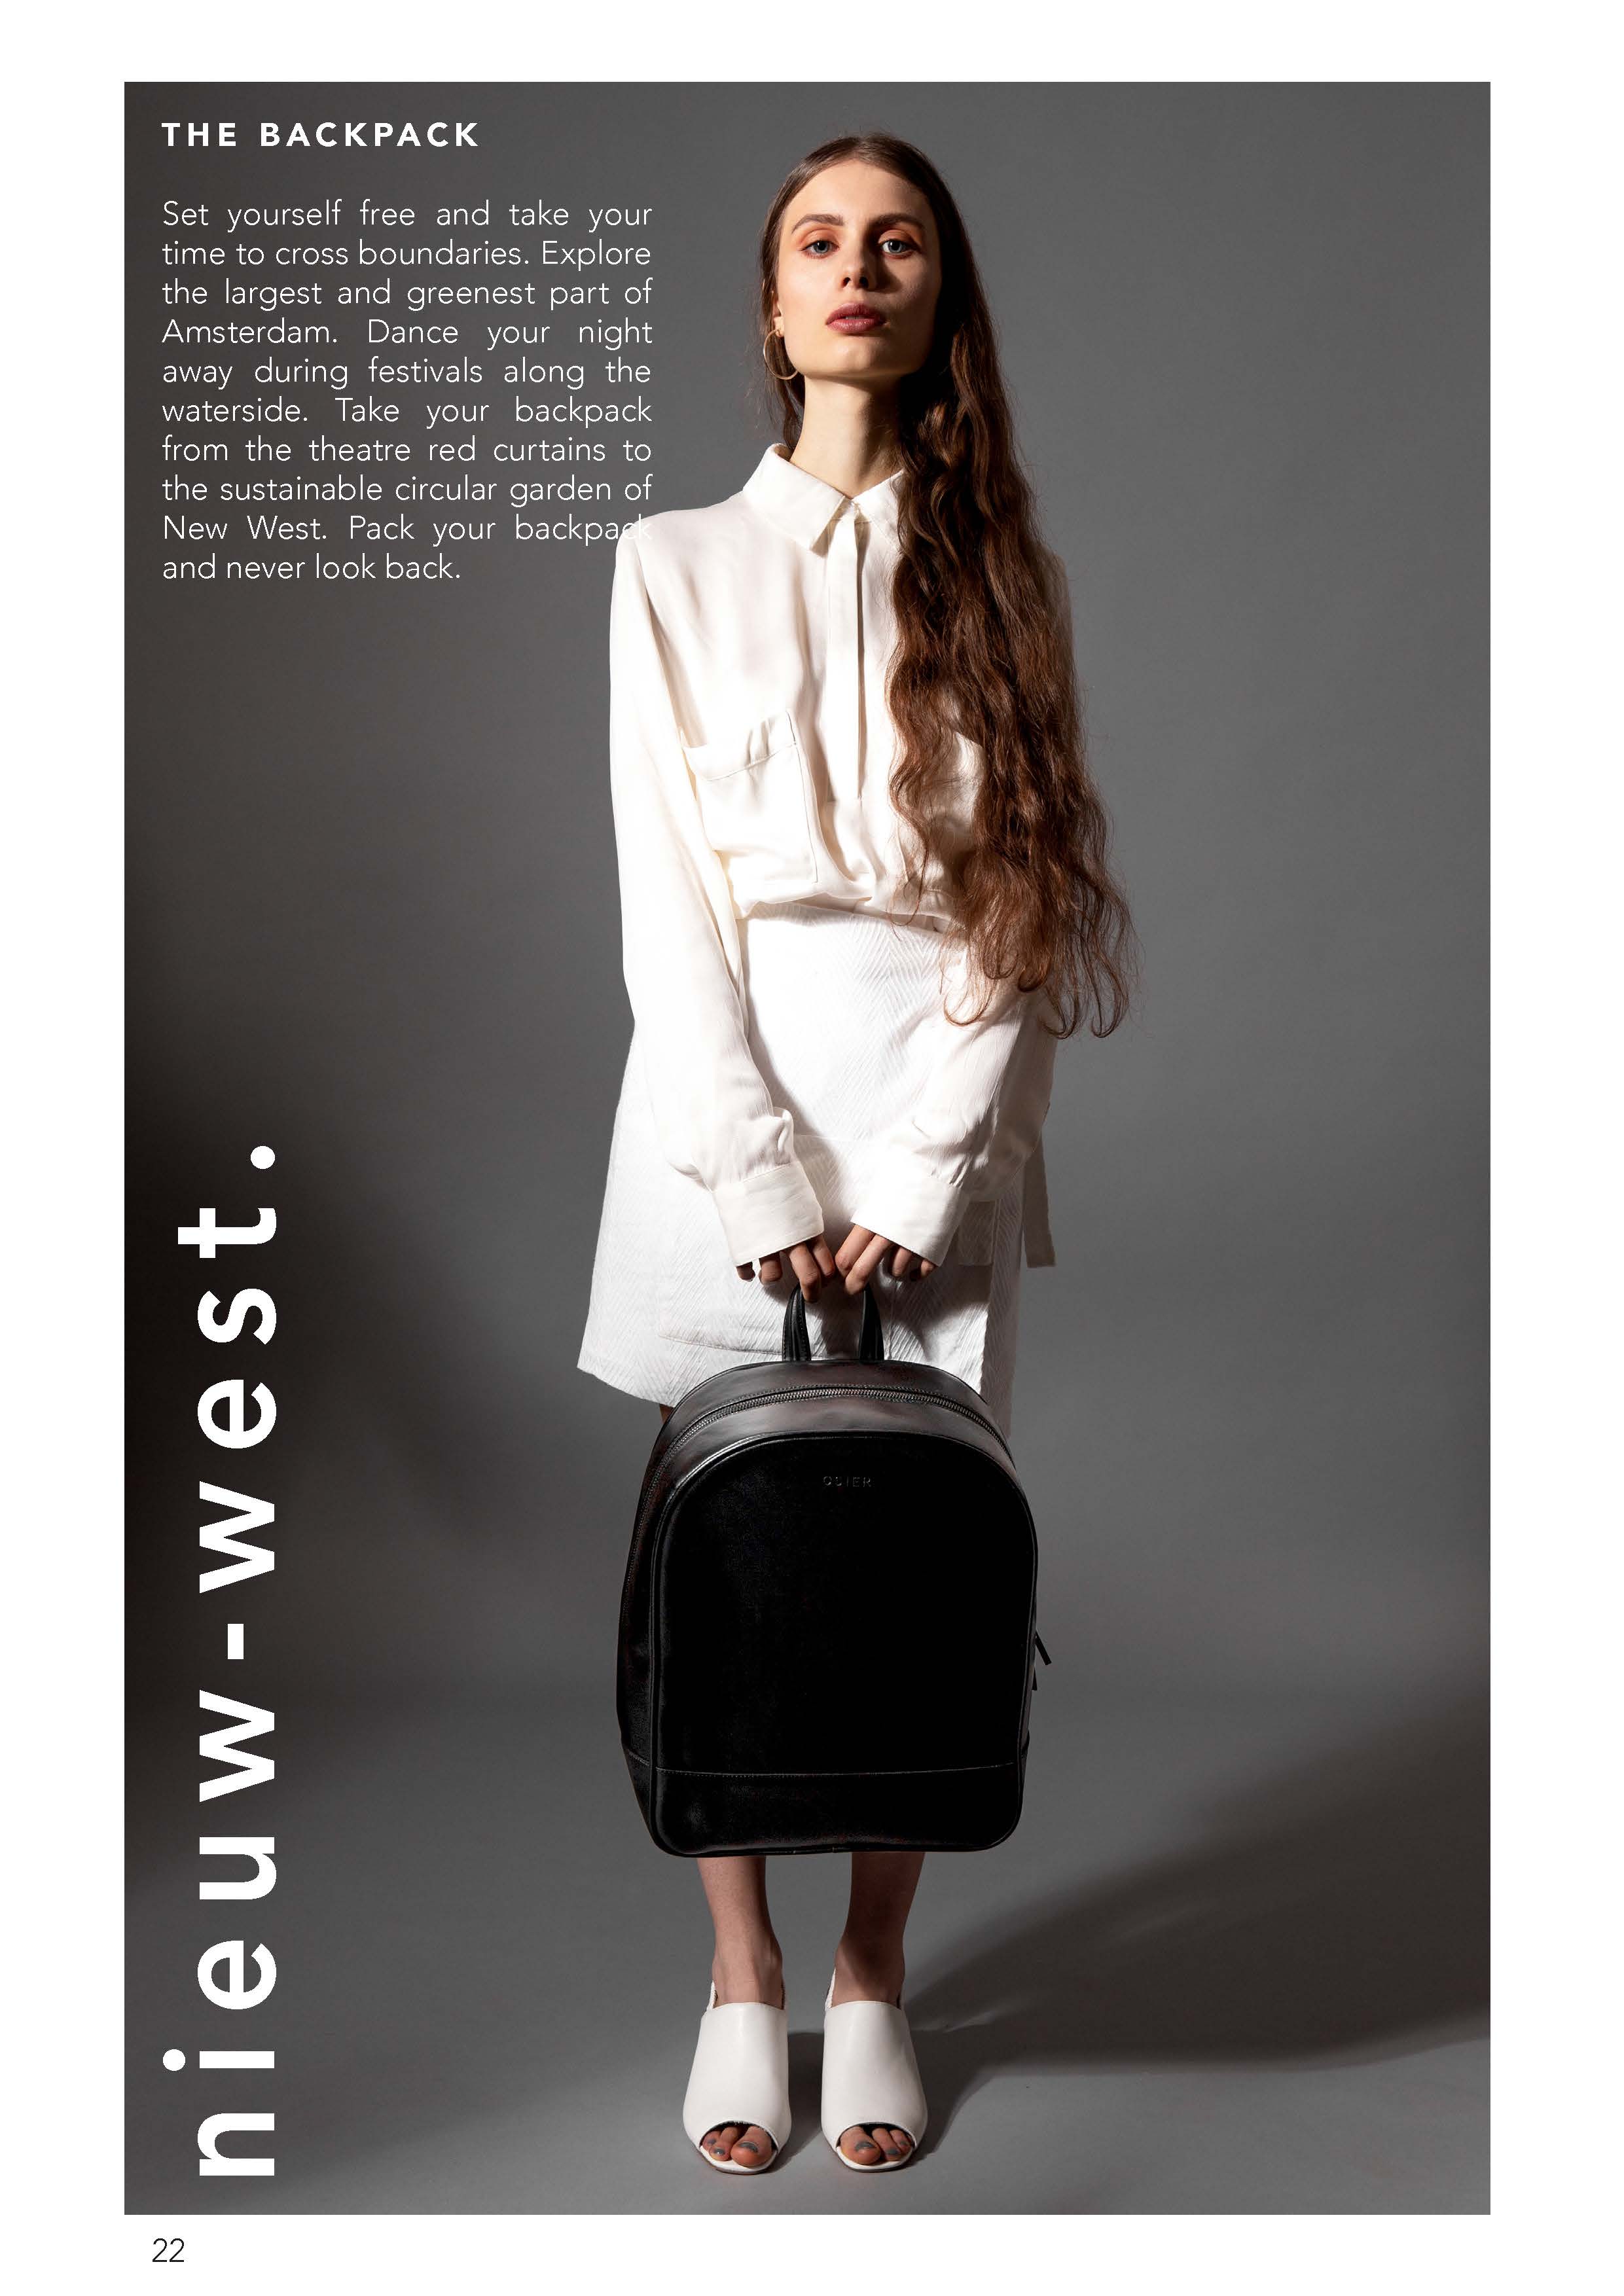 THE BACKPACK
Set yourself free and take your
time to cross boundaries. Explore
the largest and greenest part of
Amsterdam. Dance your night
away during festivals along the
waterside. Take your backpack
from the theatre red curtains to
the sustainable circular garden of
New West. Pack your backpack
and never look back.
nieuw-west.
OSIER
22